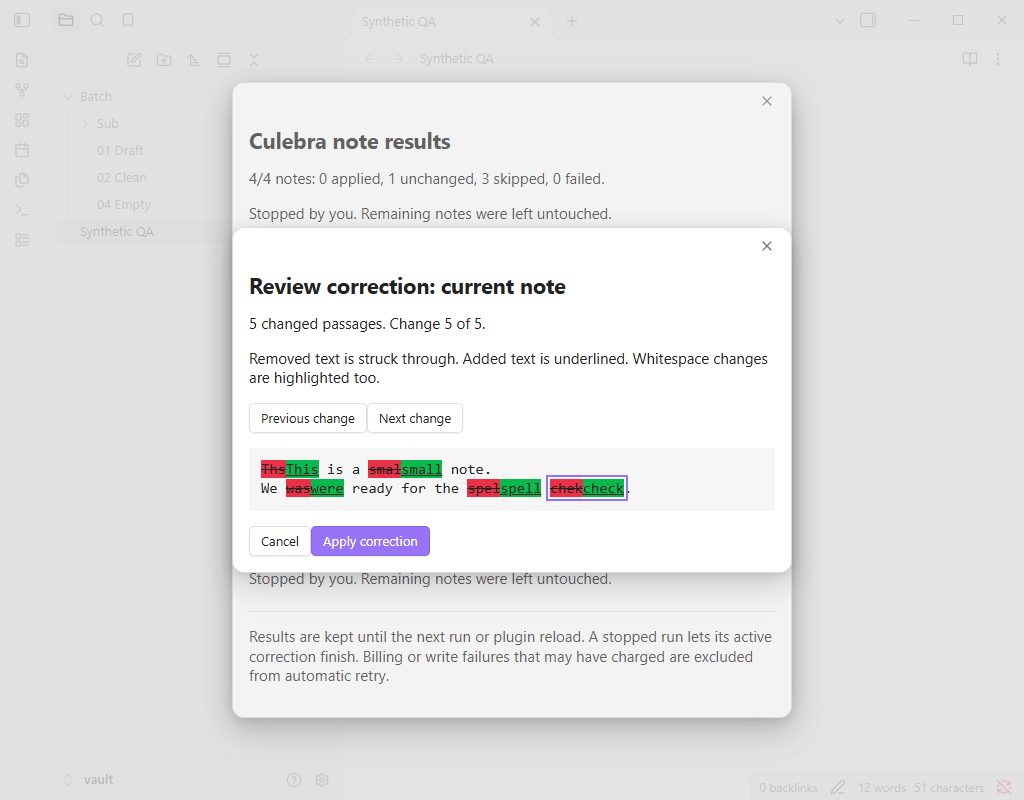 Synthetic QA
Synthetic QA
Batch
Sub
01 Draft
02 Clean
04 Empty
Synthetic QA
Culebra note results
4/4 notes: 0 applied, 1 unchanged, 3 skipped, 0 failed.
Stopped by you. Remaining notes were left untouched.
Review correction: current note
5 changed passages. Change 5 of 5.
Removed text is struck through. Added text is underlined. Whitespace changes
are highlighted too.
Previous change
Next change
ThsThis is a smalsmall note.
We waswere ready for the spelspell chekcheck.
Cancel
Apply correction
Stopped by you. Remaining notes were left untouched.
Results are kept until the next run or plugin reload. A stopped run lets its active
correction finish. Billing or write failures that may have charged are excluded
from automatic retry.
vault
0 backlinks
12 words
51 characters